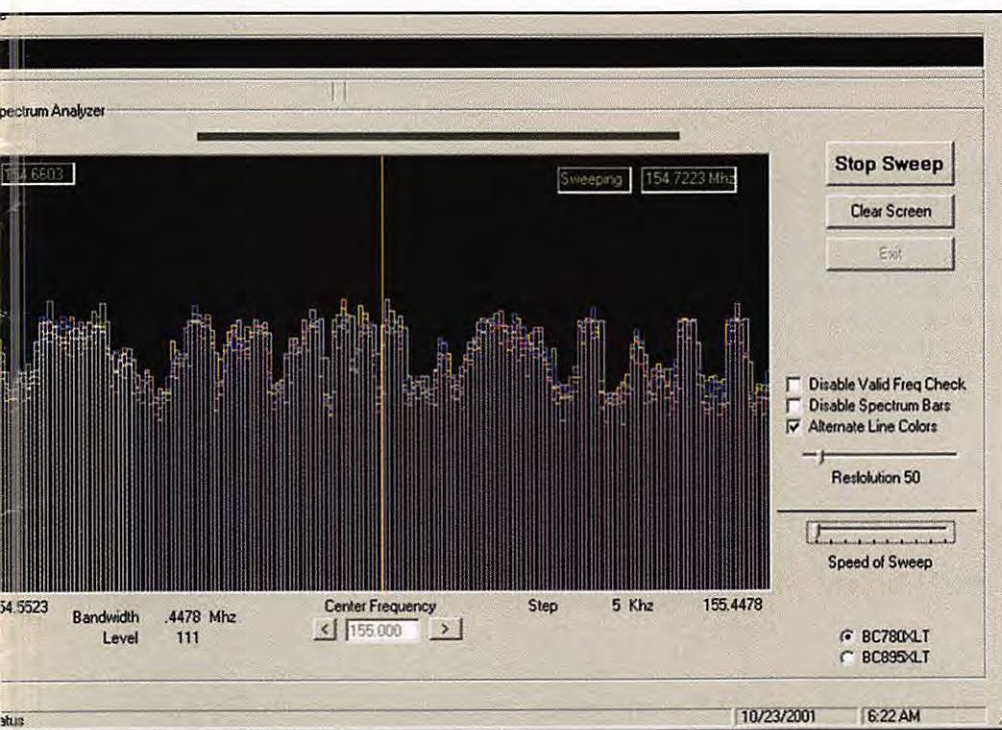 pectrum Analyzer
154.6603
Sweeping 154.7223 Mhz
Stop Sweep
Clear Screen
Exit
Disable Valid Freq Check
Disable Spectrum Bars
Alternate Line Colors
Reslolution 50
Speed of Sweep
54.5523
Bandwidth .4478 Mhz
Level 111
Center Frequency
< 155.000 >
Step 5 Khz
155.4478
BC780XLT
BC895XLT
atus
10/23/2001
6:22 AM